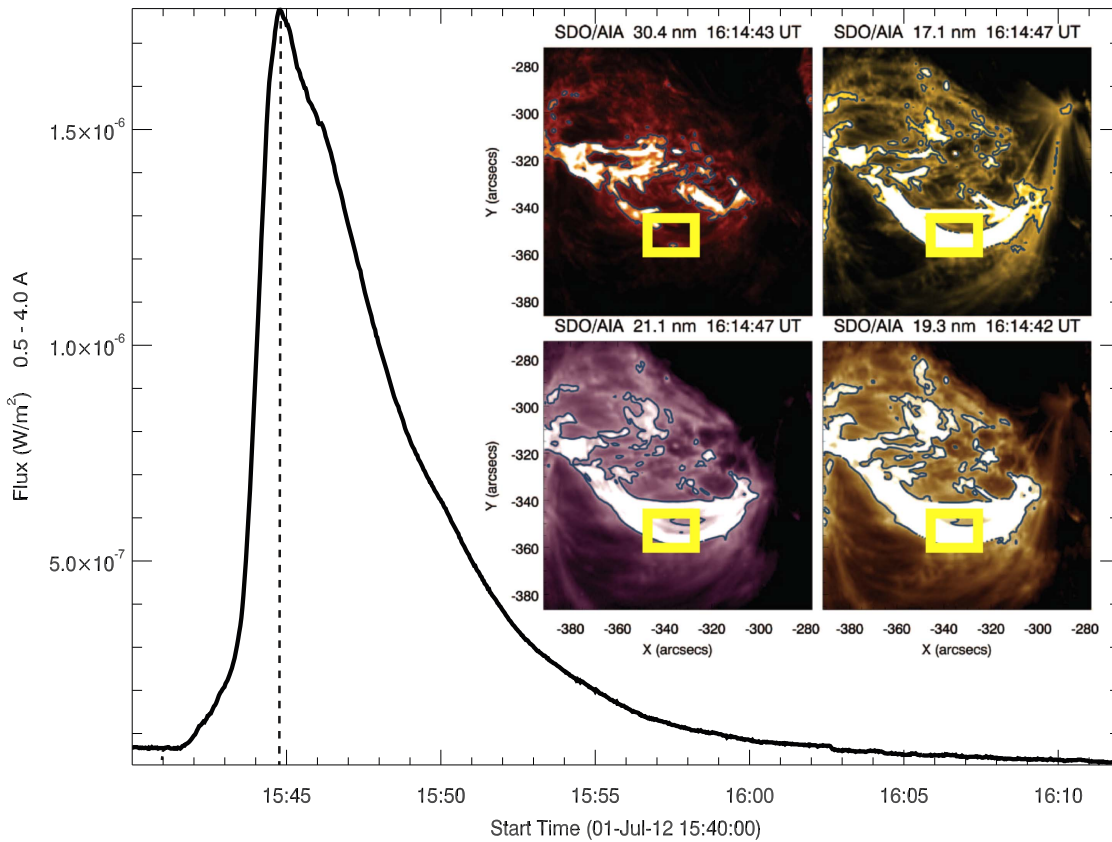 SDO/AIA 30.4 nm 16:14:43 UT
SDO/AIA 17.1 nm 16:14:47 UT
-280
-300
-320
-340
-360
-380
Y (arcsecs)
SDO/AIA 21.1 nm 16:14:47 UT
SDO/AIA 19.3 nm 16:14:42 UT
-280
-300
-320
-340
-360
-380
Y (arcsecs)
-380 -360 -340 -320 -300 -280
X (arcsecs)
-380 -360 -340 -320 -300 -280
X (arcsecs)
1.5×10⁻⁶
1.0×10⁻⁶
5.0×10⁻⁷
Flux (W/m²) 0.5 - 4.0 A
15:45 15:50 15:55 16:00 16:05 16:10
Start Time (01-Jul-12 15:40:00)